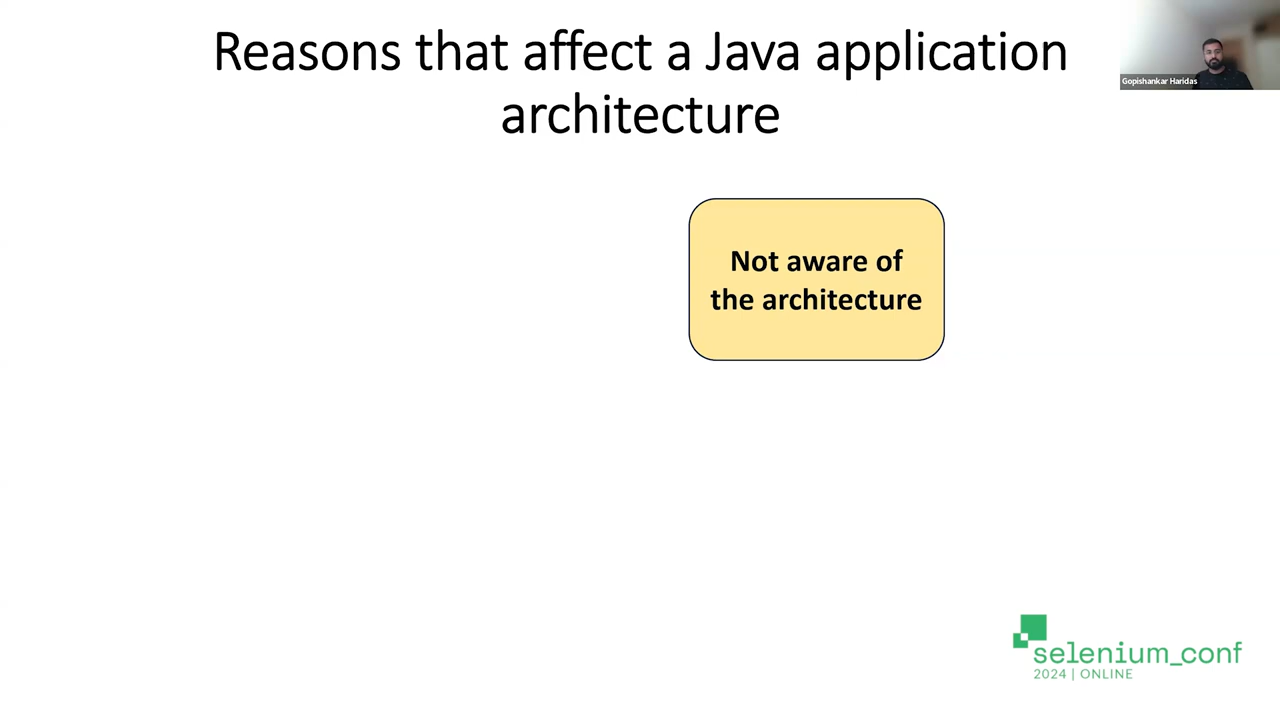 Reasons that affect a Java application
architecture
Gopishankar Haridas
Not aware of
the architecture
selenium_conf
2024 | ONLINE